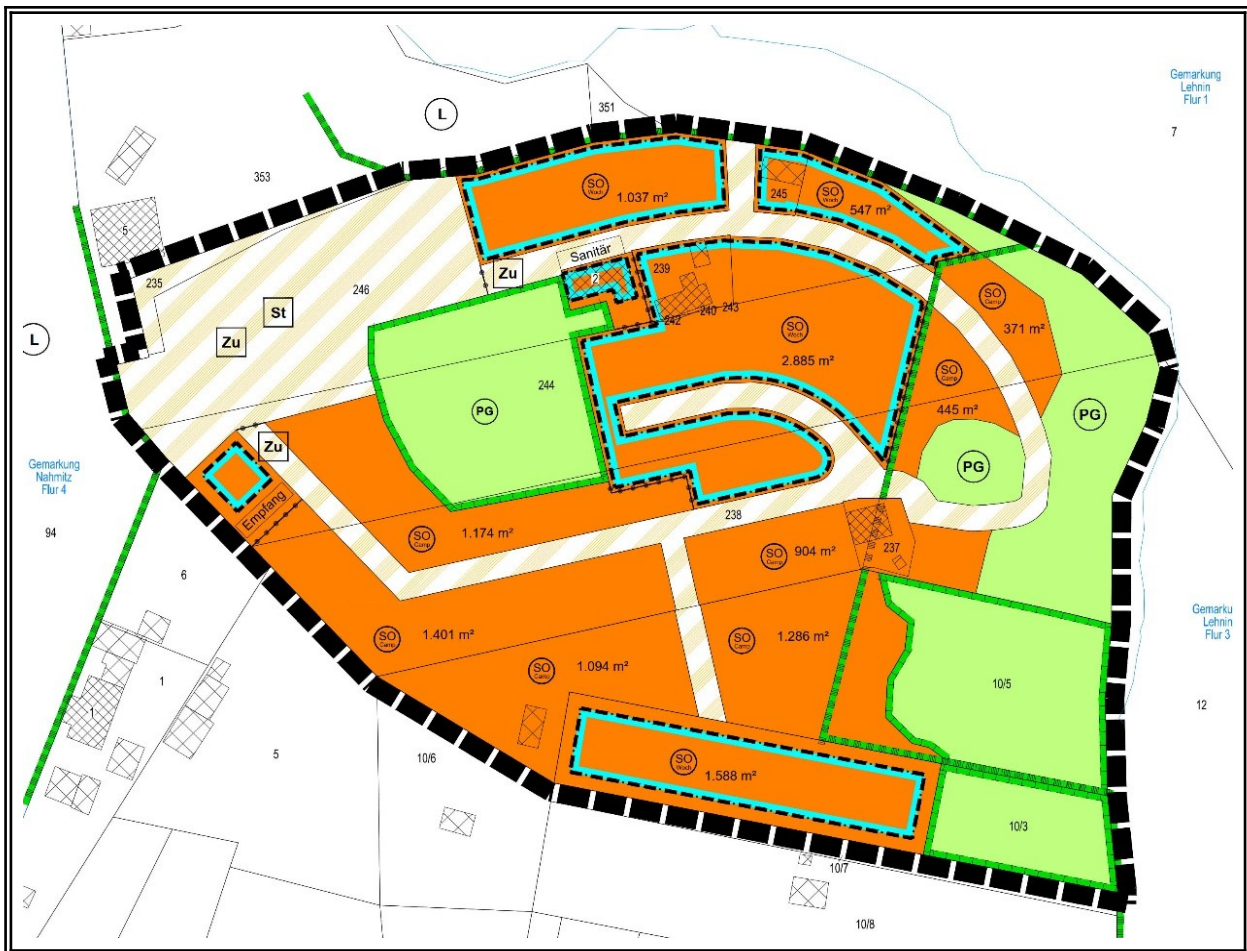 Gemarkung
Lehnin
Flur 1
7
351
L
353
5
235
246
SO
Woch
1.037 m²
245
SO
Woch
547 m²
Sanitär
2
Zu
239
242
240
243
St
Zu
L
SO
Camp
371 m²
SO
Woch
2.885 m²
SO
Camp
445 m²
244
PG
PG
PG
Zu
Empfang
Gemarkung
Nahmitz
Flur 4
94
SO
Camp
1.174 m²
238
SO
Camp
904 m²
237
6
SO
Camp
1.401 m²
SO
Camp
1.094 m²
SO
Camp
1.286 m²
Gemarku
Lehnin
Flur 3
12
10/5
1
1
5
10/6
SO
Woch
1.588 m²
10/3
10/7
10/8